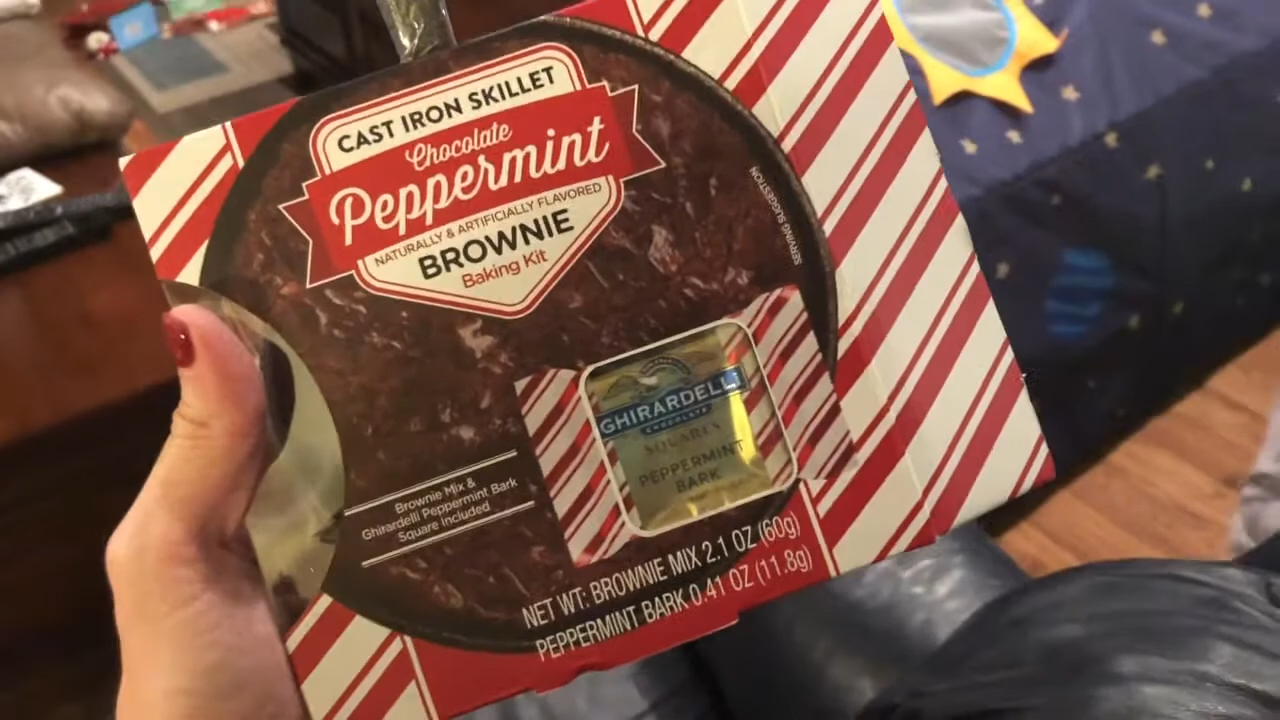 CAST IRON SKILLET
Chocolate
Peppermint
NATURALLY & ARTIFICIALLY FLAVORED
BROWNIE
Baking Kit
SERVING SUGGESTION
GHIRARDELLI
CHOCOLATE
SQUARES
PEPPERMINT
BARK
Brownie Mix &
Ghirardelli Peppermint Bark
Square Included
NET WT: BROWNIE MIX 2.1 OZ (60g)
PEPPERMINT BARK 0.41 OZ (11.8g)